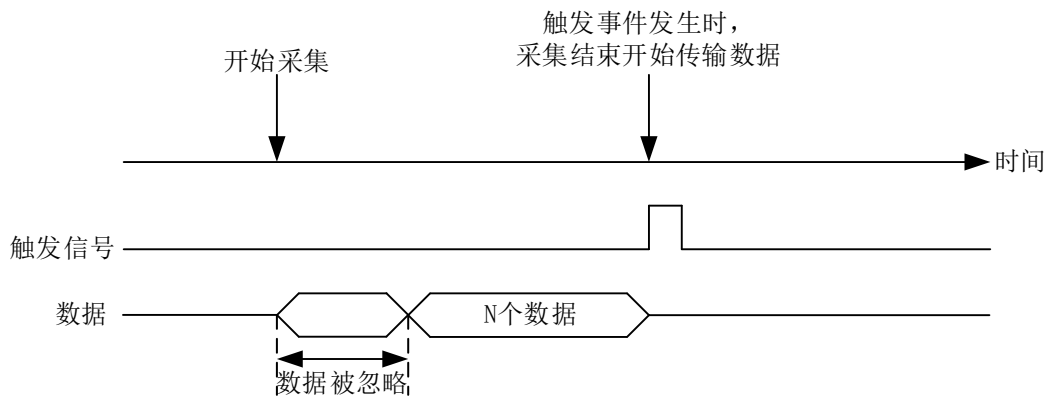 触发事件发生时，
采集结束开始传输数据
开始采集
时间
触发信号
数据
N个数据
数据被忽略